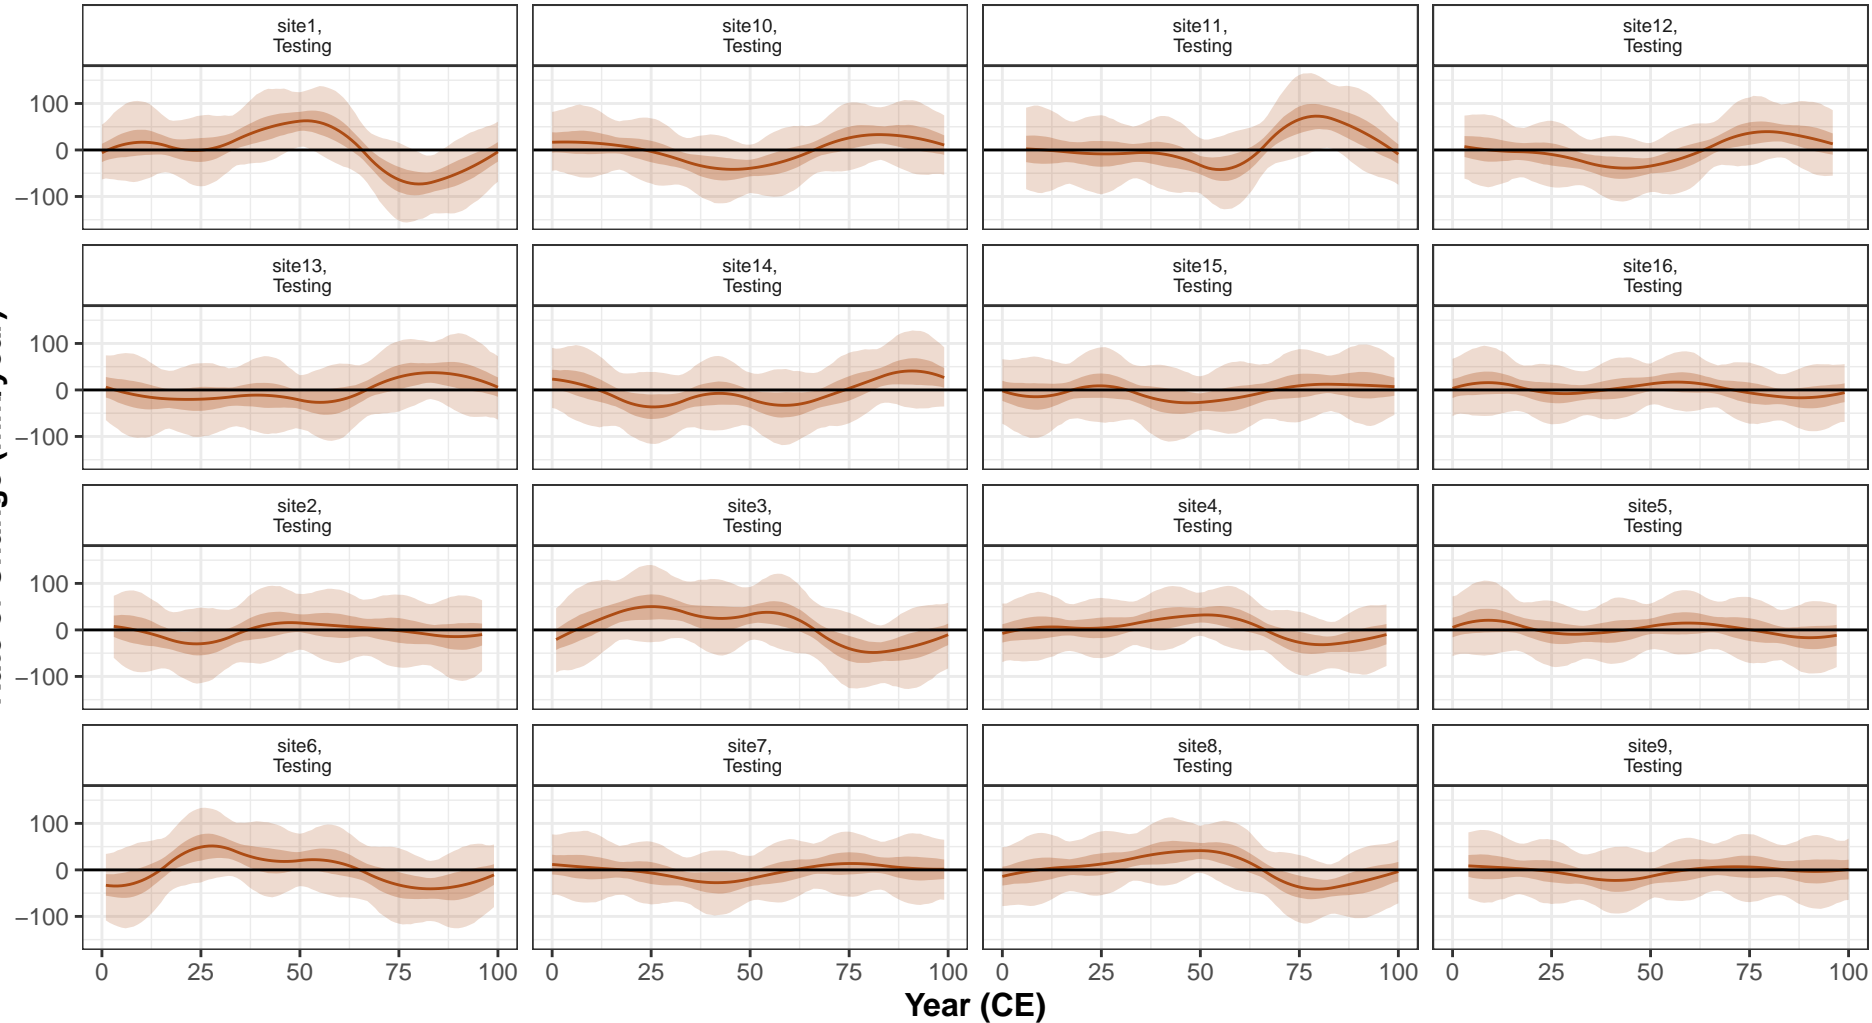 site1,
Testing
site10,
Testing
site11,
Testing
site12,
Testing
100
0
−100
site13,
Testing
site14,
Testing
site15,
Testing
site16,
Testing
100
0
−100
site2,
Testing
site3,
Testing
site4,
Testing
site5,
Testing
100
0
−100
site6,
Testing
site7,
Testing
site8,
Testing
site9,
Testing
100
0
−100
0 25 50 75 100 0 25 50 75 100 0 25 50 75 100 0 25 50 75 100
Year (CE)